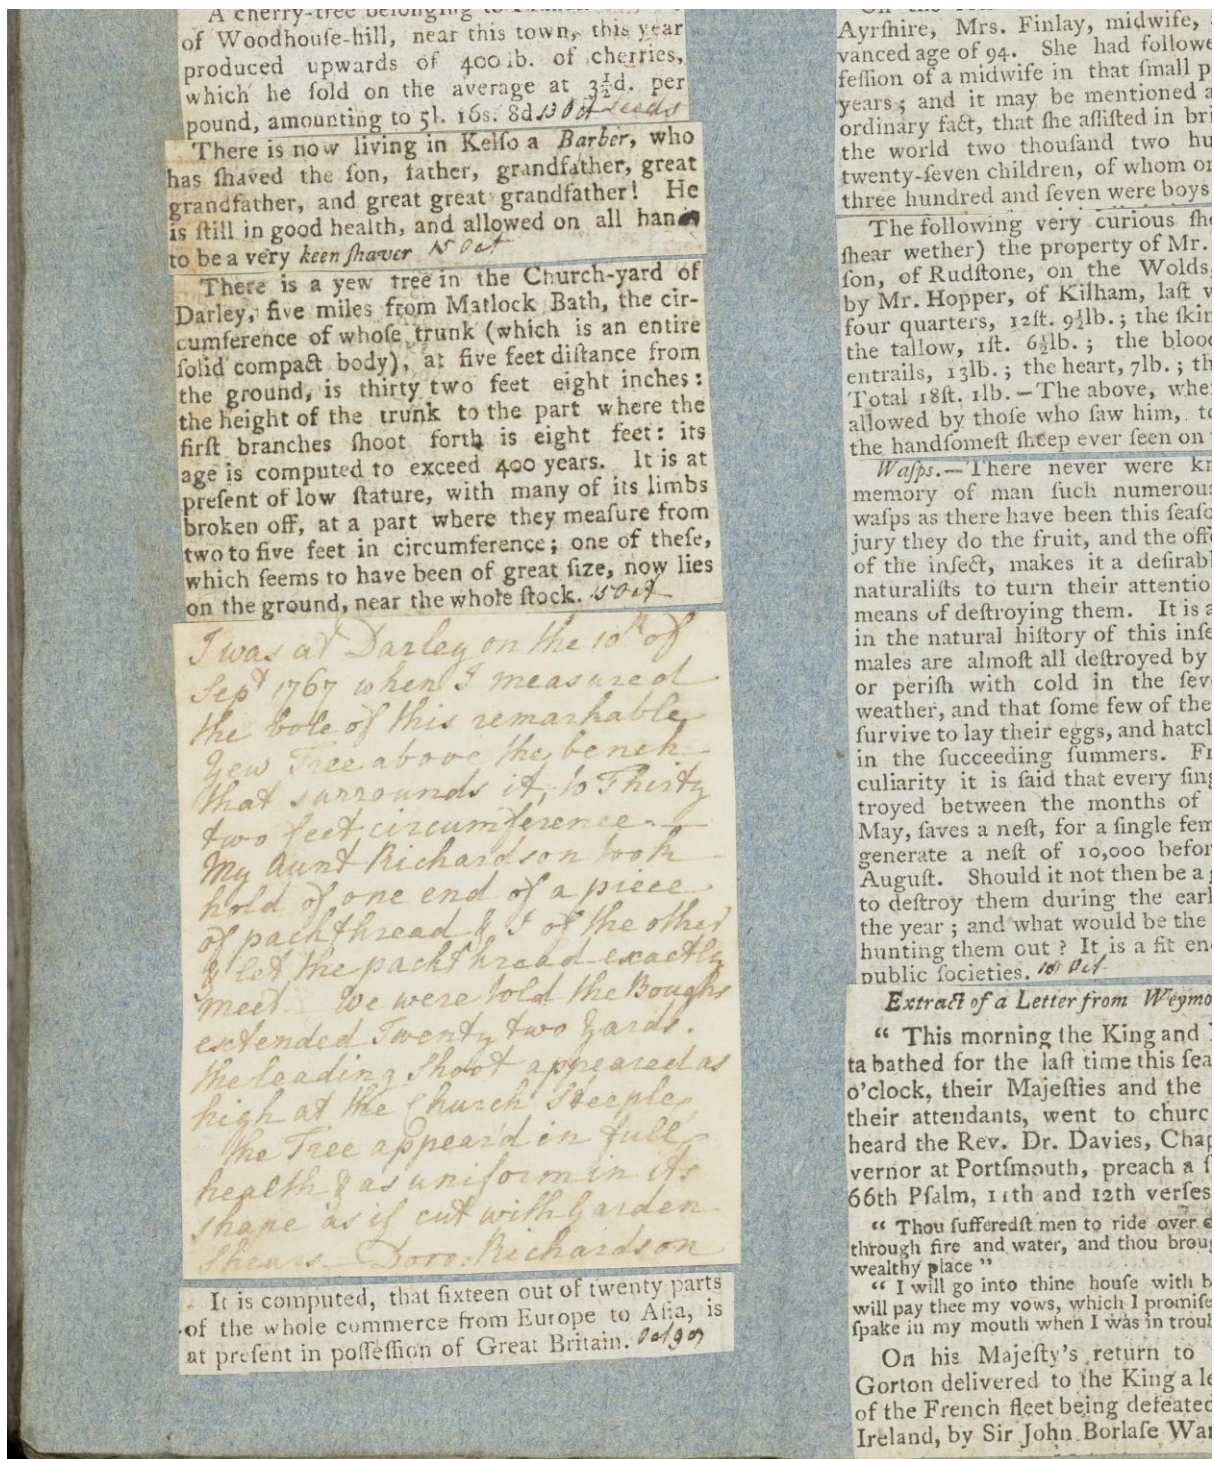 A cherry-tree belonging to
of Woodhouſe-hill, near this town, this year
produced upwards of 400 lb. of cherries,
which he ſold on the average at 3½d. per
pound, amounting to 5l. 16s. 8d. 13 Oct Leeds
There is now living in Kelſo a Barber, who
has ſhaved the ſon, father, grandfather, great
grandfather, and great great grandfather! He
is ſtill in good health, and allowed on all hands
to be a very keen ſhaver 15 Oct
There is a yew tree in the Church-yard of
Darley, five miles from Matlock Bath, the cir-
cumference of whoſe trunk (which is an entire
ſolid compact body), at five feet diſtance from
the ground, is thirty two feet eight inches:
the height of the trunk to the part where the
firſt branches ſhoot forth is eight feet: its
age is computed to exceed 400 years. It is at
preſent of low ſtature, with many of its limbs
broken off, at a part where they meaſure from
two to five feet in circumference; one of theſe,
which ſeems to have been of great ſize, now lies
on the ground, near the whole ſtock. 15 Oct
I was at Darley on the 10th of
Sept 1767 when I measured
the bole of this remarkable
Yew Tree above the bench
that surrounds it, to Thirty
two feet circumference.—
My Aunt Richardson took
hold of one end of a piece
of packthread & I of the other
& let the packthread exactly
meet— we were told the Boughs
extended Twenty two Yards.
the leading Shoot appeared as
high at the Church Steeple,
the Tree appear'd in full
health & as uniform in its
shape as if cut with Garden
Shears— Doro: Richardson
It is computed, that ſixteen out of twenty parts
of the whole commerce from Europe to Aſia, is
at preſent in poſſeſſion of Great Britain.
Ayrſhire, Mrs. Finlay, midwife,
vanced age of 94. She had followe
feſſion of a midwife in that ſmall p
years; and it may be mentioned a
ordinary fact, that ſhe aſſiſted in bri
the world two thouſand two hu
twenty-ſeven children, of whom on
three hundred and ſeven were boys
The following very curious ſhe
ſhear wether) the property of Mr.
ſon, of Rudſtone, on the Wolds,
by Mr. Hopper, of Kilham, laſt w
four quarters, 12ſt. 9½lb.; the ſkin
the tallow, 1ſt. 6½lb.; the blood
entrails, 13lb.; the heart, 7lb.; th
Total 18ſt. 1lb.—The above, whe
allowed by thoſe who ſaw him, to
the handſomeſt ſheep ever ſeen on
Waſps.—There never were kn
memory of man ſuch numerous
waſps as there have been this ſeaſo
jury they do the fruit, and the offe
of the inſect, makes it a deſirabl
naturaliſts to turn their attentio
means of deſtroying them. It is a
in the natural hiſtory of this inſe
males are almoſt all deſtroyed by
or periſh with cold in the ſeve
weather, and that ſome few of the
ſurvive to lay their eggs, and hatch
in the ſucceeding ſummers. Fr
culiarity it is ſaid that every ſing
troyed between the months of
May, ſaves a neſt, for a ſingle fem
generate a neſt of 10,000 befor
Auguſt. Should it not then be a g
to deſtroy them during the earl
the year; and what would be the
hunting them out? It is a fit en
public ſocieties. 18 Oct
Extract of a Letter from Weymo
“ This morning the King and
ta bathed for the laſt time this ſea
o'clock, their Majeſties and the
their attendants, went to churc
heard the Rev. Dr. Davies, Chap
vernor at Portſmouth, preach a ſ
66th Pſalm, 11th and 12th verſes
“ Thou ſufferedſt men to ride over o
through fire and water, and thou broug
wealthy place ”
“ I will go into thine houſe with b
will pay thee my vows, which I promiſe
ſpake in my mouth when I was in troub
On his Majeſty's return to
Gorton delivered to the King a le
of the French fleet being defeated
Ireland, by Sir John Borlaſe War